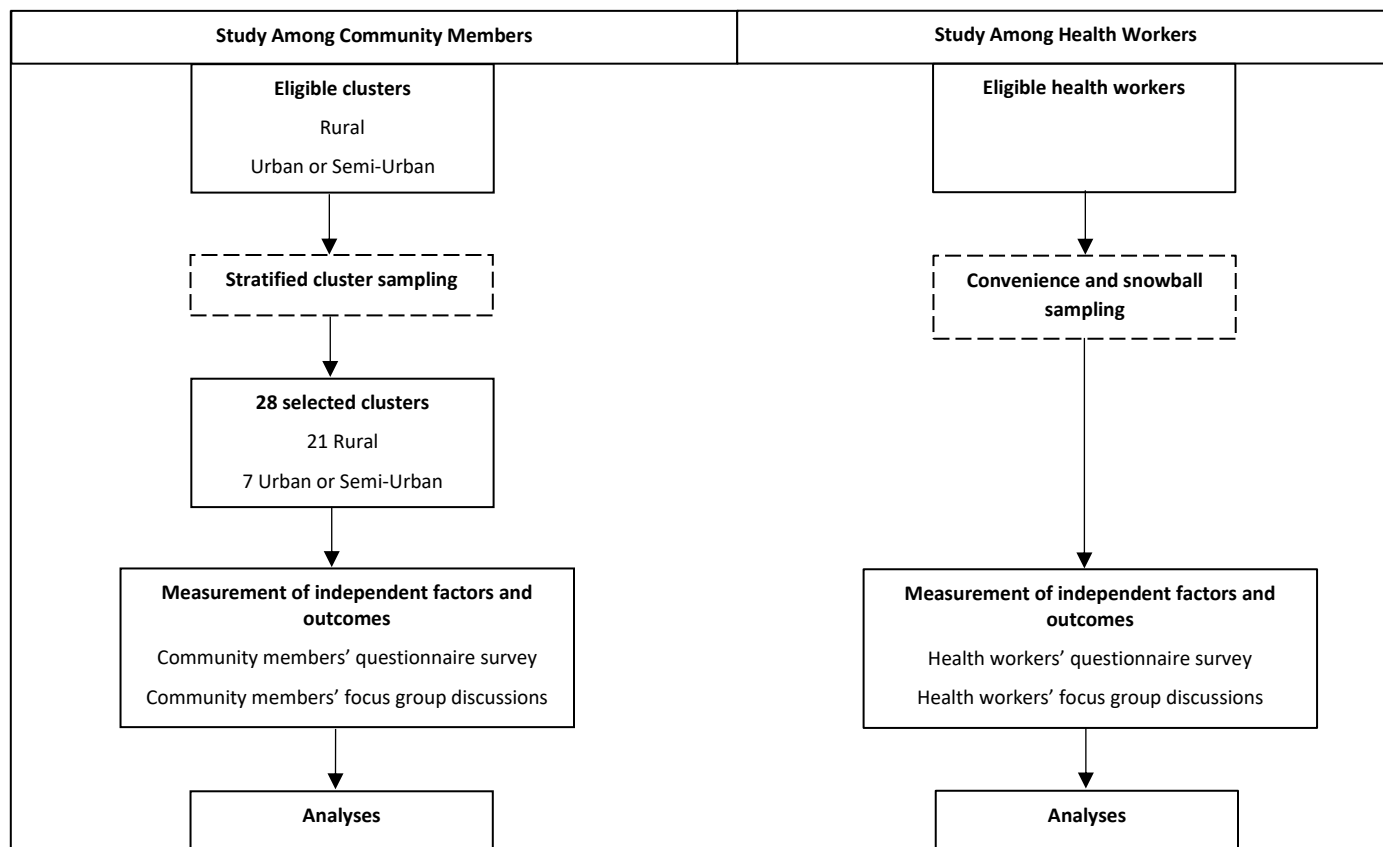 Study Among Community Members
Study Among Health Workers
Eligible clusters
Rural
Urban or Semi-Urban
Eligible health workers
Stratified cluster sampling
Convenience and snowball
sampling
28 selected clusters
21 Rural
7 Urban or Semi-Urban
Measurement of independent factors and
outcomes
Community members’ questionnaire survey
Community members’ focus group discussions
Measurement of independent factors and
outcomes
Health workers’ questionnaire survey
Health workers’ focus group discussions
Analyses
Analyses